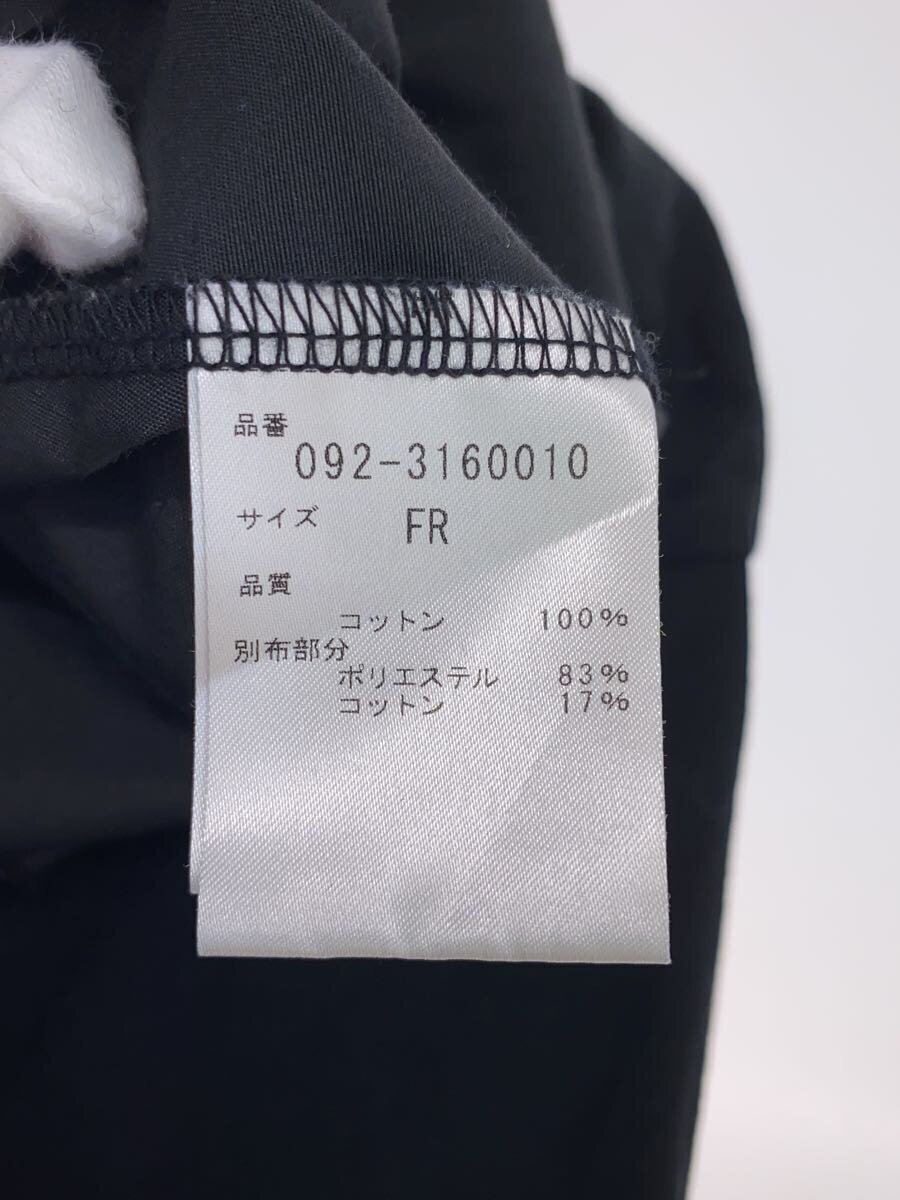 品番
092-3160010
サイズ FR
品質
コットン 100%
別布部分
ポリエステル 83%
コットン 17%